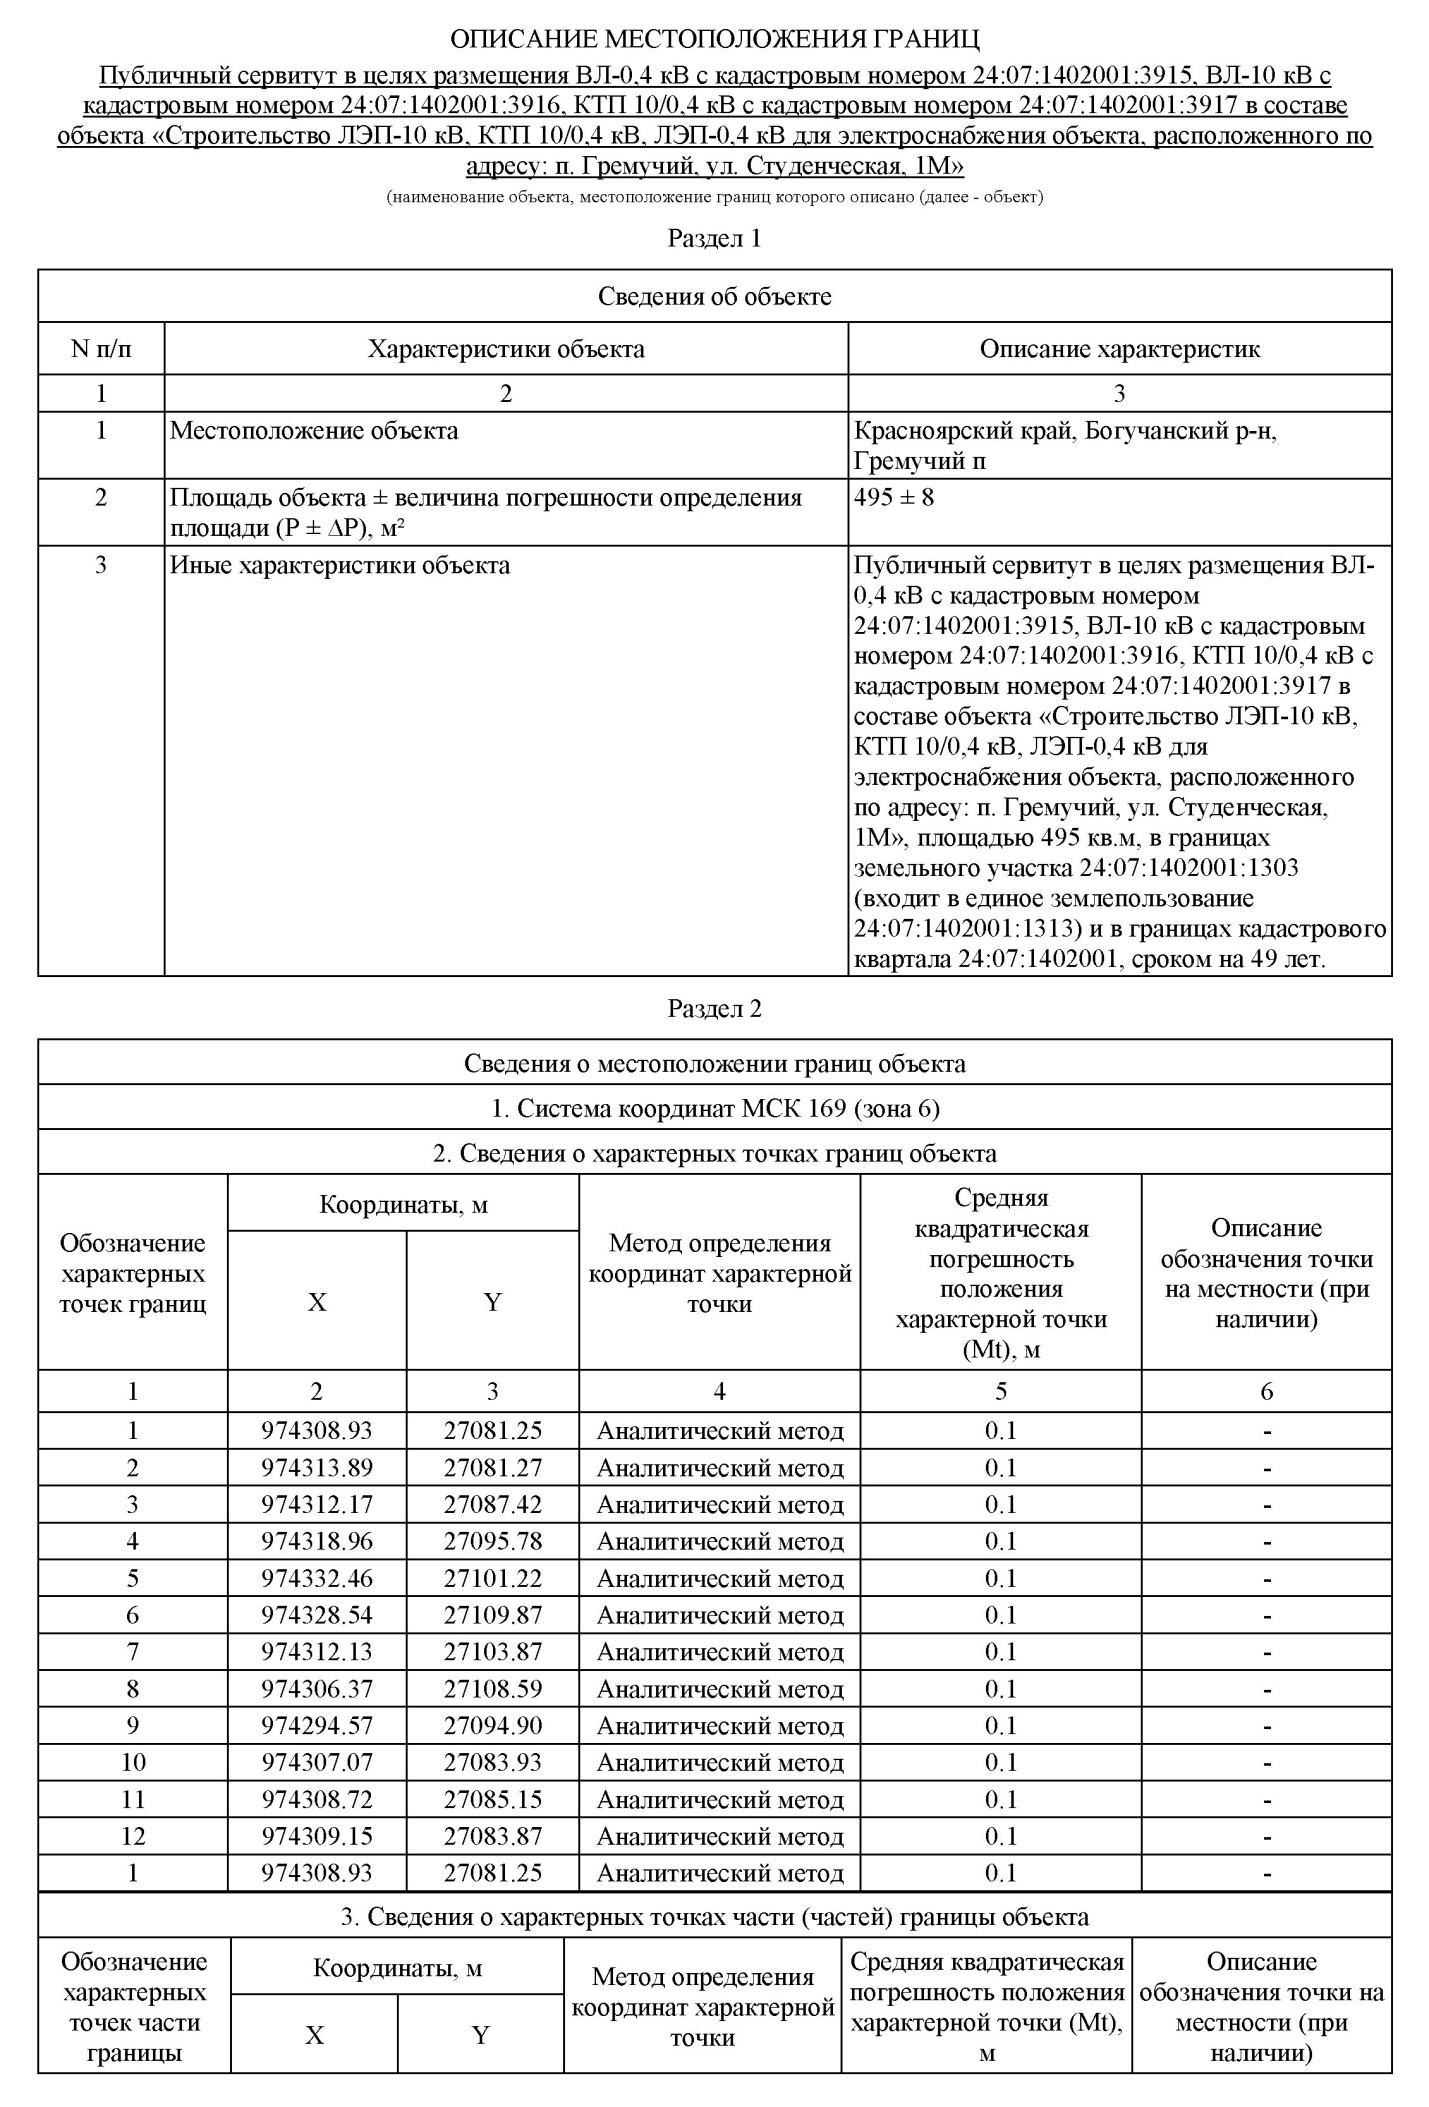 ОПИСАНИЕ МЕСТОПОЛОЖЕНИЯ ГРАНИЦ
Публичный сервитут в целях размещения ВЛ-0,4 кВ с кадастровым номером 24:07:1402001:3915, ВЛ-10 кВ с
кадастровым номером 24:07:1402001:3916, КТП 10/0,4 кВ с кадастровым номером 24:07:1402001:3917 в составе
объекта «Строительство ЛЭП-10 кВ, КТП 10/0,4 кВ, ЛЭП-0,4 кВ для электроснабжения объекта, расположенного по
адресу: п. Гремучий, ул. Студенческая, 1М»
(наименование объекта, местоположение границ которого описано (далее - объект)
Раздел 1
Сведения об объекте
N п/п Характеристики объекта Описание характеристик
1 2 3
1 Местоположение объекта Красноярский край, Богучанский р-н,
Гремучий п
2 Площадь объекта ± величина погрешности определения 495 ± 8
площади (P ± ∆P), м²
3 Иные характеристики объекта Публичный сервитут в целях размещения ВЛ-
0,4 кВ с кадастровым номером
24:07:1402001:3915, ВЛ-10 кВ с кадастровым
номером 24:07:1402001:3916, КТП 10/0,4 кВ с
кадастровым номером 24:07:1402001:3917 в
составе объекта «Строительство ЛЭП-10 кВ,
КТП 10/0,4 кВ, ЛЭП-0,4 кВ для
электроснабжения объекта, расположенного
по адресу: п. Гремучий, ул. Студенческая,
1М», площадью 495 кв.м, в границах
земельного участка 24:07:1402001:1303
(входит в единое землепользование
24:07:1402001:1313) и в границах кадастрового
квартала 24:07:1402001, сроком на 49 лет.
Раздел 2
Сведения о местоположении границ объекта
1. Система координат МСК 169 (зона 6)
2. Сведения о характерных точках границ объекта
Обозначение
характерных
точек границ
Координаты, м
X Y
Метод определения
координат характерной
точки
Средняя
квадратическая
погрешность
положения
характерной точки
(Mt), м
Описание
обозначения точки
на местности (при
наличии)
1 2 3 4 5 6
1 974308.93 27081.25 Аналитический метод 0.1 -
2 974313.89 27081.27 Аналитический метод 0.1 -
3 974312.17 27087.42 Аналитический метод 0.1 -
4 974318.96 27095.78 Аналитический метод 0.1 -
5 974332.46 27101.22 Аналитический метод 0.1 -
6 974328.54 27109.87 Аналитический метод 0.1 -
7 974312.13 27103.87 Аналитический метод 0.1 -
8 974306.37 27108.59 Аналитический метод 0.1 -
9 974294.57 27094.90 Аналитический метод 0.1 -
10 974307.07 27083.93 Аналитический метод 0.1 -
11 974308.72 27085.15 Аналитический метод 0.1 -
12 974309.15 27083.87 Аналитический метод 0.1 -
1 974308.93 27081.25 Аналитический метод 0.1 -
3. Сведения о характерных точках части (частей) границы объекта
Обозначение
характерных
точек части
границы
Координаты, м
X Y
Метод определения
координат характерной
точки
Средняя квадратическая
погрешность положения
характерной точки (Mt),
м
Описание
обозначения точки на
местности (при
наличии)